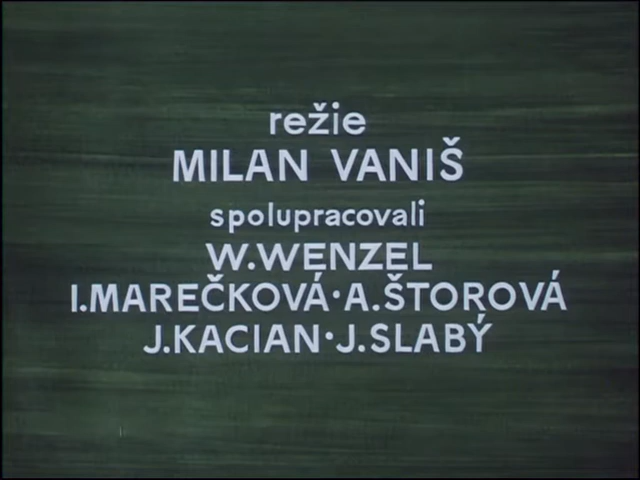 režie
MILAN VANIŠ
spolupracovali
W.WENZEL
I.MAREČKOVÁ·A.ŠTOROVÁ
J.KACIAN·J.SLABÝ